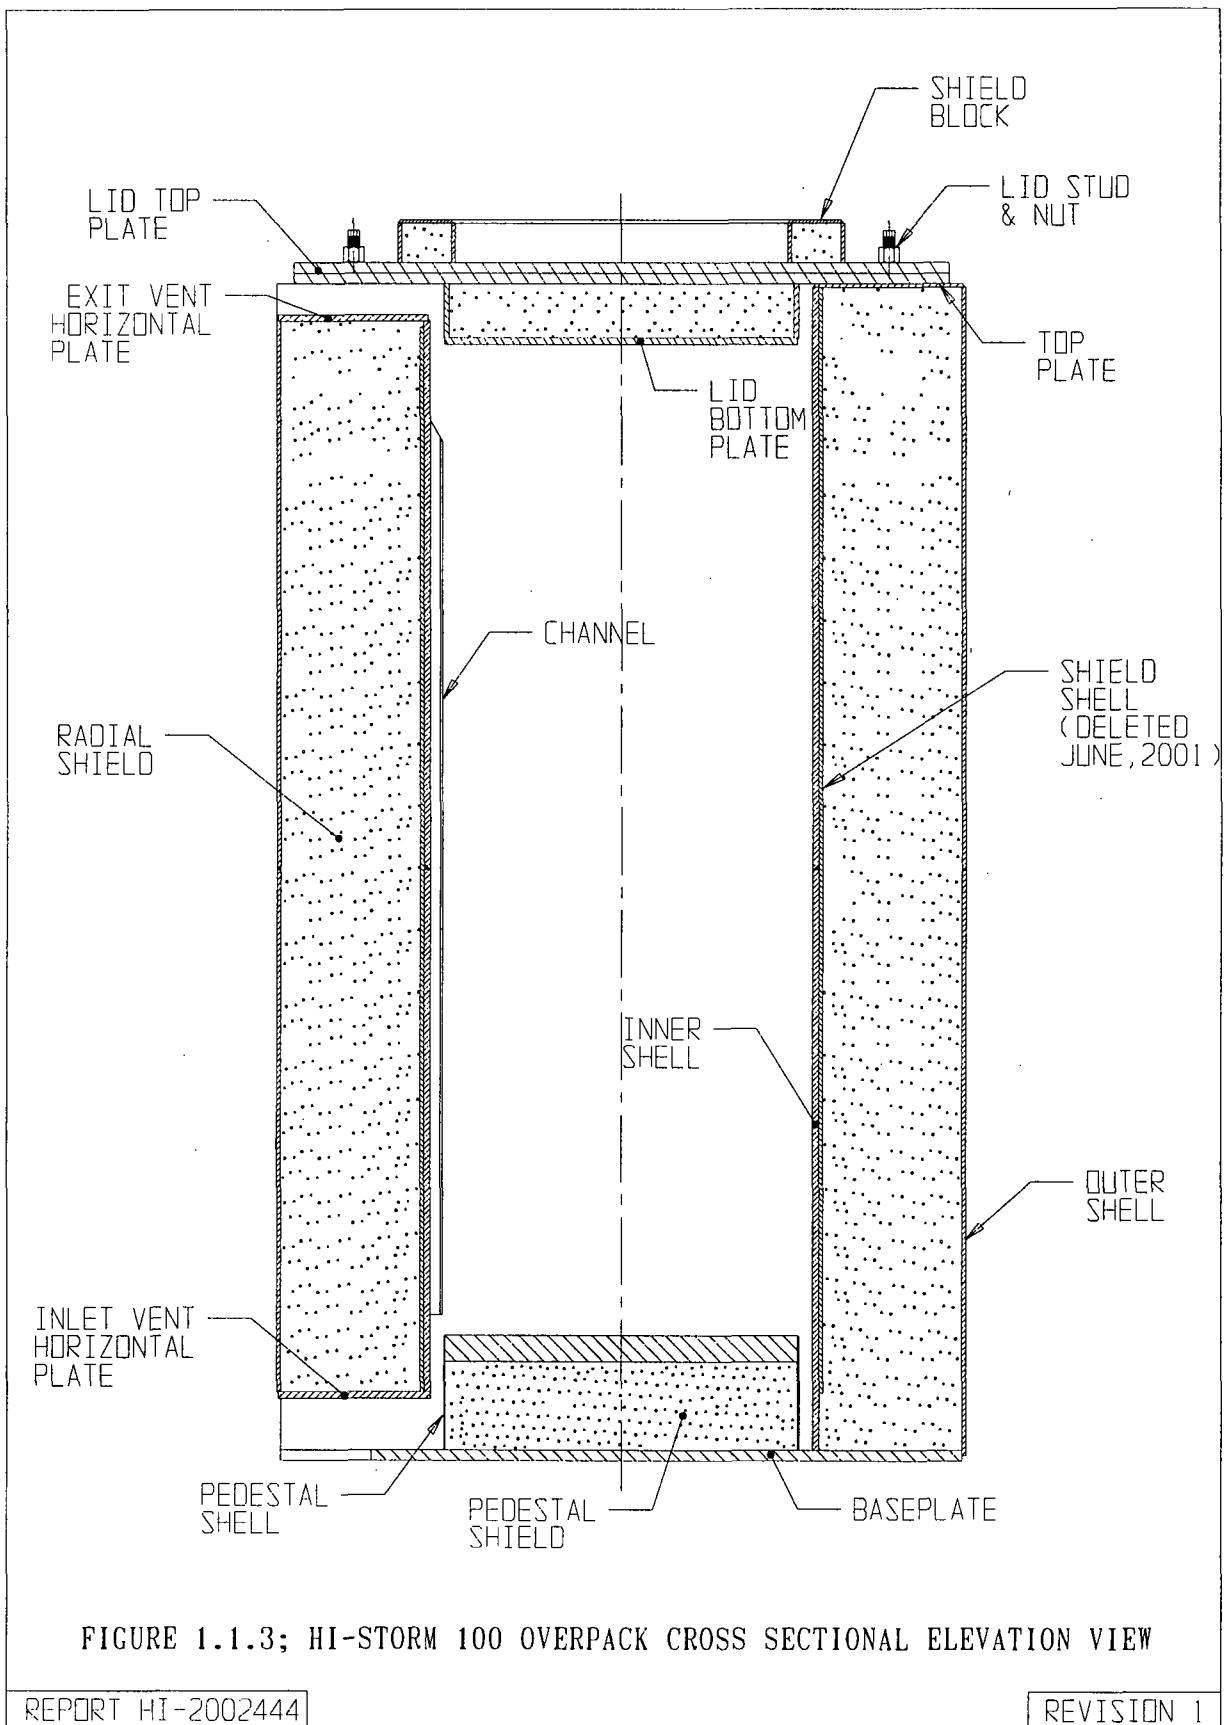 SHIELD
BLOCK
LID TOP
PLATE
LID STUD
& NUT
EXIT VENT
HORIZONTAL
PLATE
TOP
PLATE
LID
BOTTOM
PLATE
CHANNEL
SHIELD
SHELL
(DELETED
JUNE,2001)
RADIAL
SHIELD
INNER
SHELL
OUTER
SHELL
INLET VENT
HORIZONTAL
PLATE
PEDESTAL
SHELL
PEDESTAL
SHIELD
BASEPLATE
FIGURE 1.1.3; HI-STORM 100 OVERPACK CROSS SECTIONAL ELEVATION VIEW
REPORT HI-2002444
REVISION 1